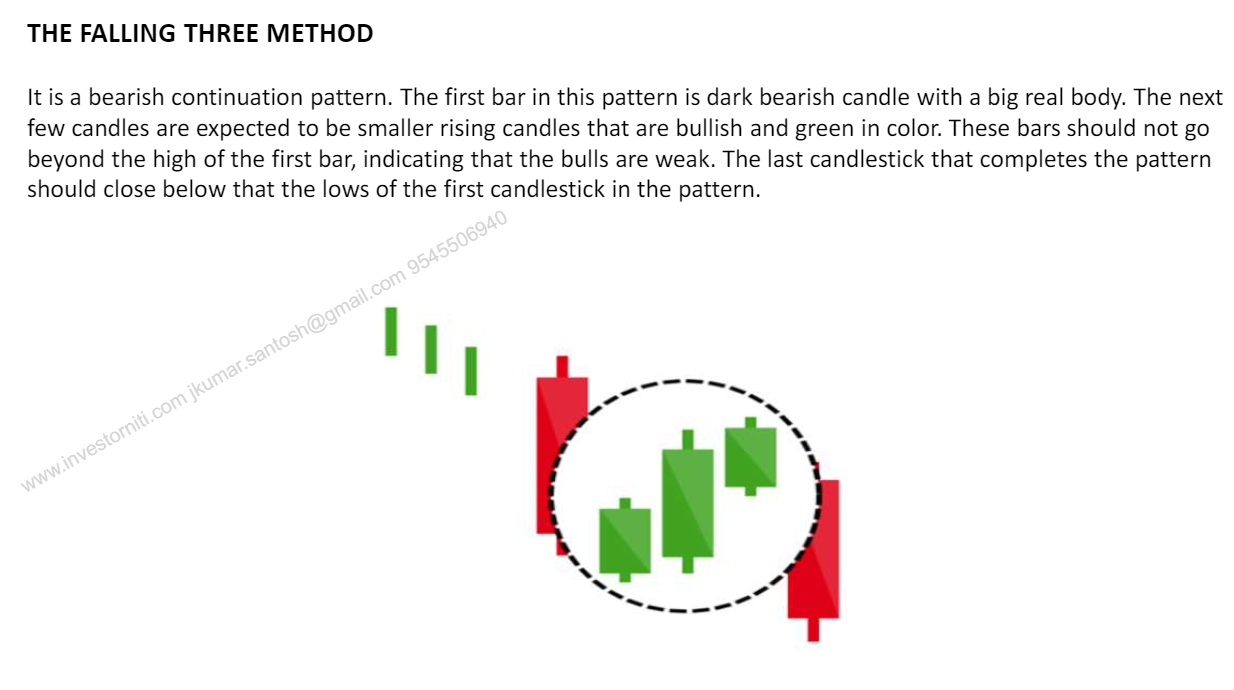 THE FALLING THREE METHOD
It is a bearish continuation pattern. The first bar in this pattern is dark bearish candle with a big real body. The next
few candles are expected to be smaller rising candles that are bullish and green in color. These bars should not go
beyond the high of the first bar, indicating that the bulls are weak. The last candlestick that completes the pattern
should close below that the lows of the first candlestick in the pattern.
www.investorniti.com jkumar.santosh@gmail.com 9545506940